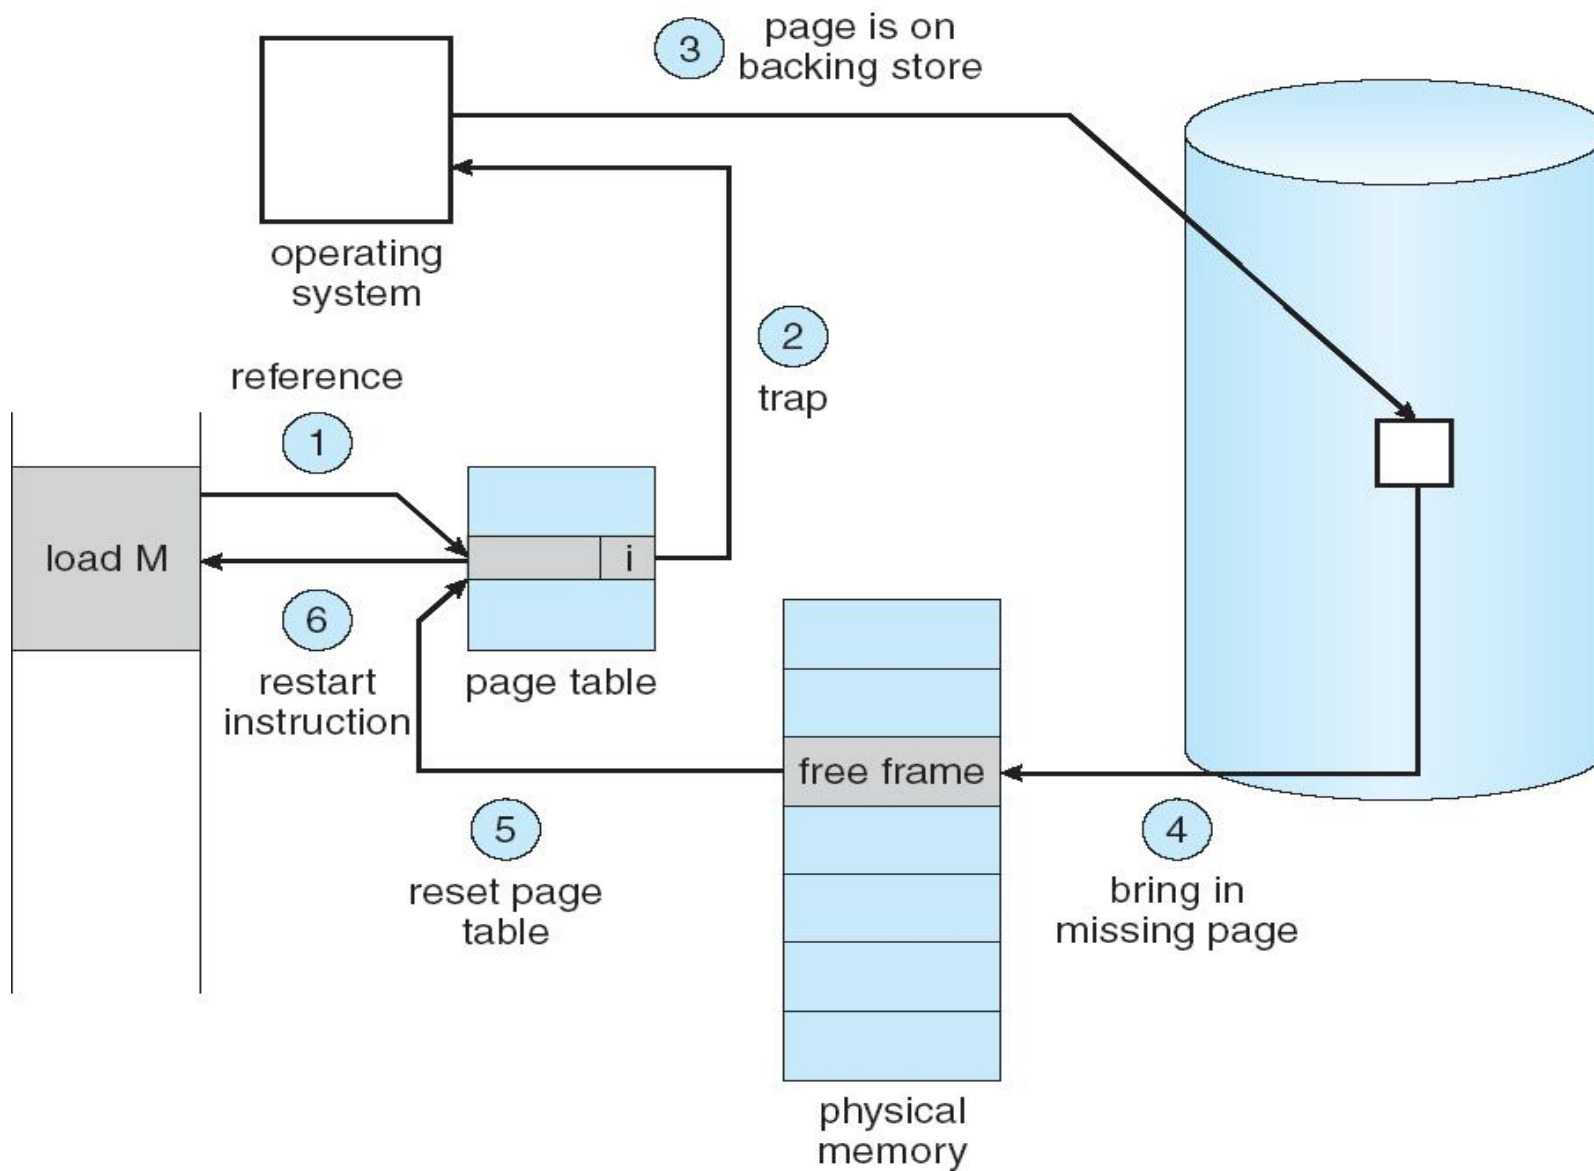 3
page is on
backing store
operating
system
2
trap
reference
1
load M
i
6
restart
instruction
page table
free frame
5
reset page
table
4
bring in
missing page
physical
memory